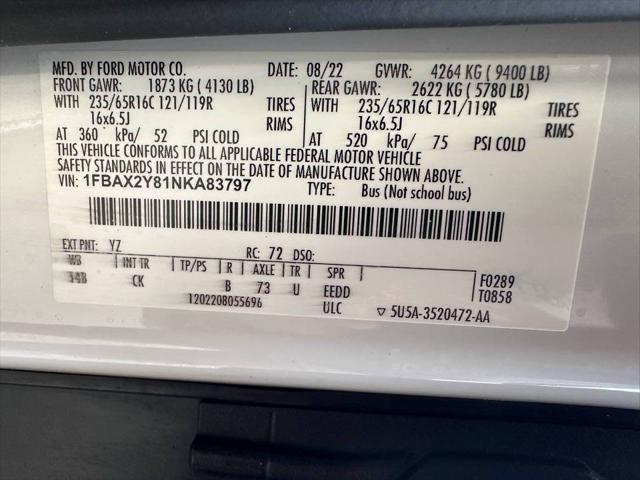 MFD. BY FORD MOTOR CO. DATE: 08/22 GVWR: 4264 KG ( 9400 LB)
FRONT GAWR: 1873 KG ( 4130 LB) REAR GAWR: 2622 KG ( 5780 LB)
WITH 235/65R16C 121/119R TIRES WITH 235/65R16C 121/119R TIRES
16x6.5J RIMS 16x6.5J RIMS
AT 360 kPa/ 52 PSI COLD AT 520 kPa/ 75 PSI COLD
THIS VEHICLE CONFORMS TO ALL APPLICABLE FEDERAL MOTOR VEHICLE
SAFETY STANDARDS IN EFFECT ON THE DATE OF MANUFACTURE SHOWN ABOVE.
VIN: 1FBAX2Y81NKA83797 TYPE: Bus (Not school bus)
EXT PNT: YZ RC: 72 DSO:
WB INT TR TP/PS R AXLE TR SPR F0289
34B CK B 73 U EEDD T0858
120220B055696 ULC ▽ 5U5A-3520472-AA